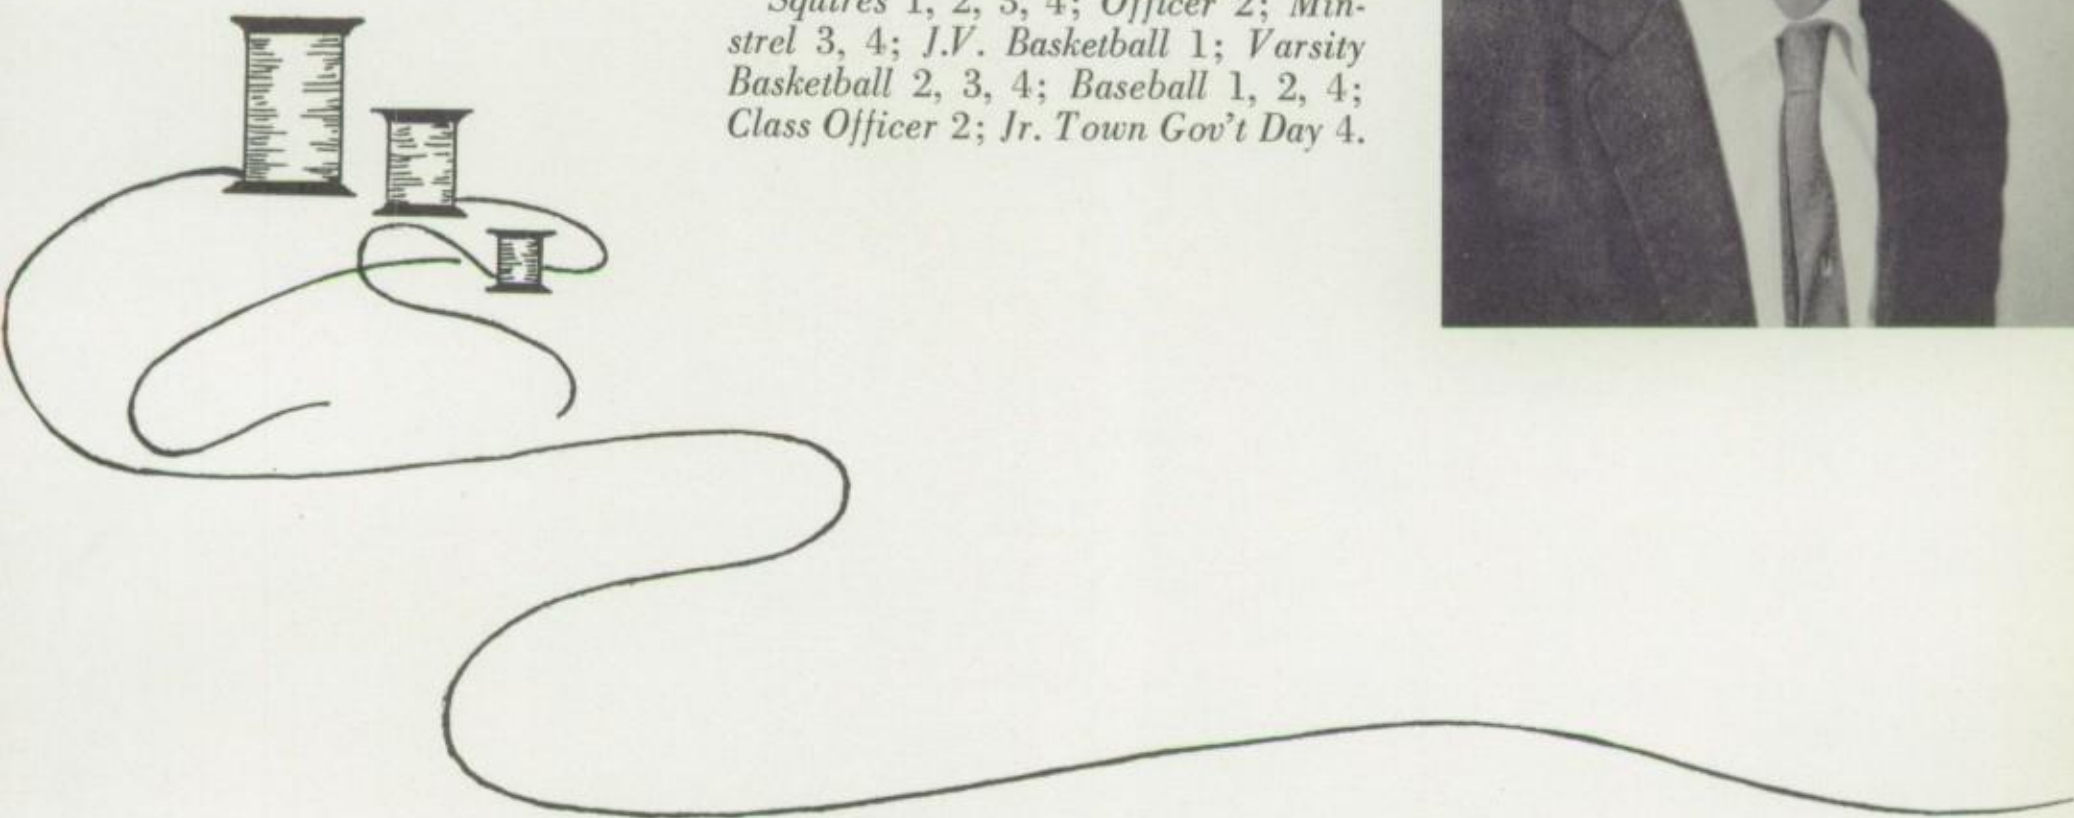 Squires 1, 2, 3, 4; Officer 2; Min-
strel 3, 4; J.V. Basketball 1; Varsity
Basketball 2, 3, 4; Baseball 1, 2, 4;
Class Officer 2; Jr. Town Gov't Day 4.